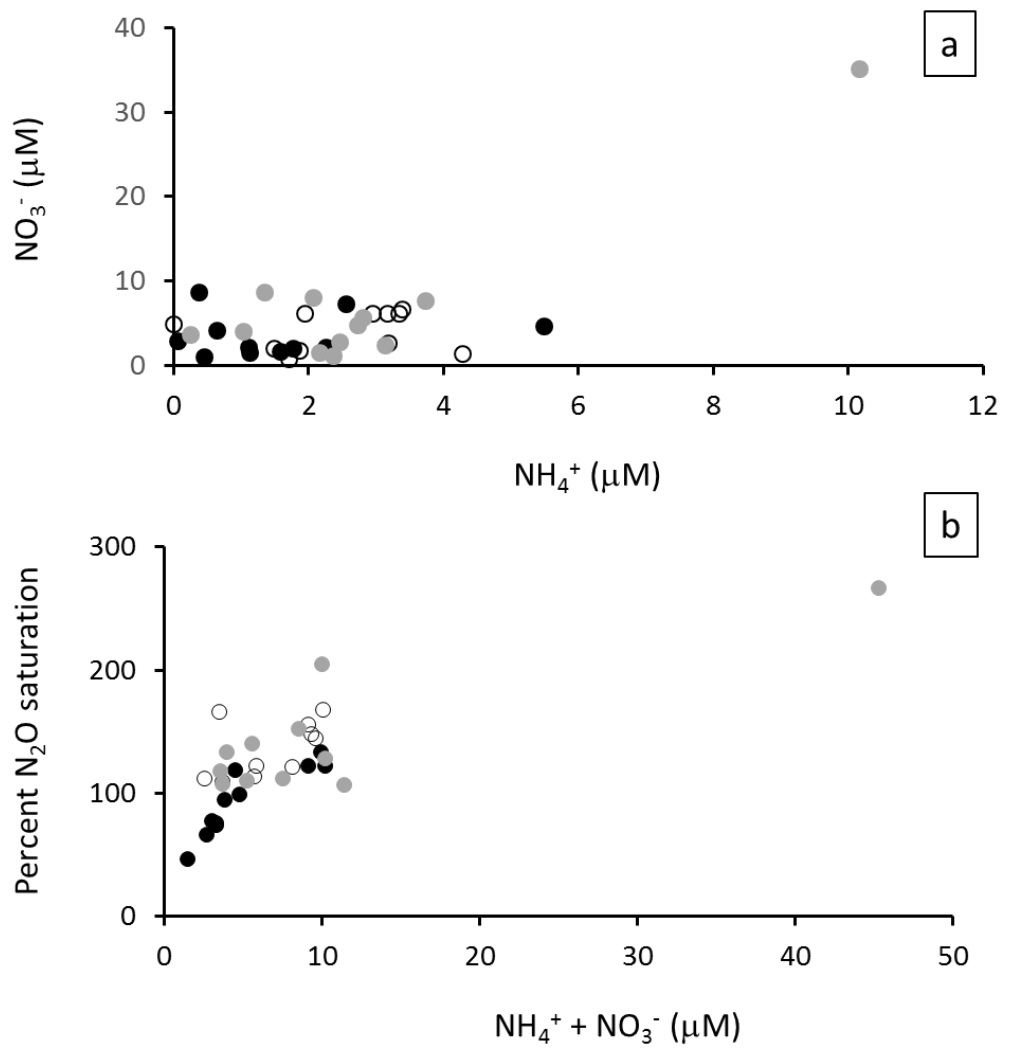 a
40
30
20
10
0
NO₃⁻ (μM)
0 2 4 6 8 10 12
NH₄⁺ (μM)
b
300
200
100
0
Percent N₂O saturation
0 10 20 30 40 50
NH₄⁺ + NO₃⁻ (μM)